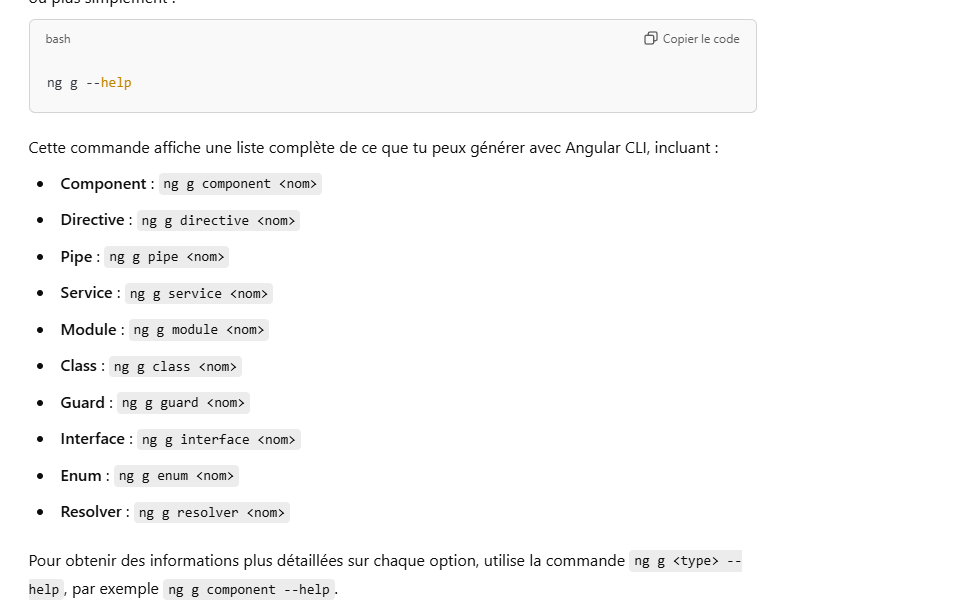 ou plus simplement :
bash
Copier le code
ng g --help
Cette commande affiche une liste complète de ce que tu peux générer avec Angular CLI, incluant :
• Component : ng g component <nom>
• Directive : ng g directive <nom>
• Pipe : ng g pipe <nom>
• Service : ng g service <nom>
• Module : ng g module <nom>
• Class : ng g class <nom>
• Guard : ng g guard <nom>
• Interface : ng g interface <nom>
• Enum : ng g enum <nom>
• Resolver : ng g resolver <nom>
Pour obtenir des informations plus détaillées sur chaque option, utilise la commande ng g <type> --
help , par exemple ng g component --help .